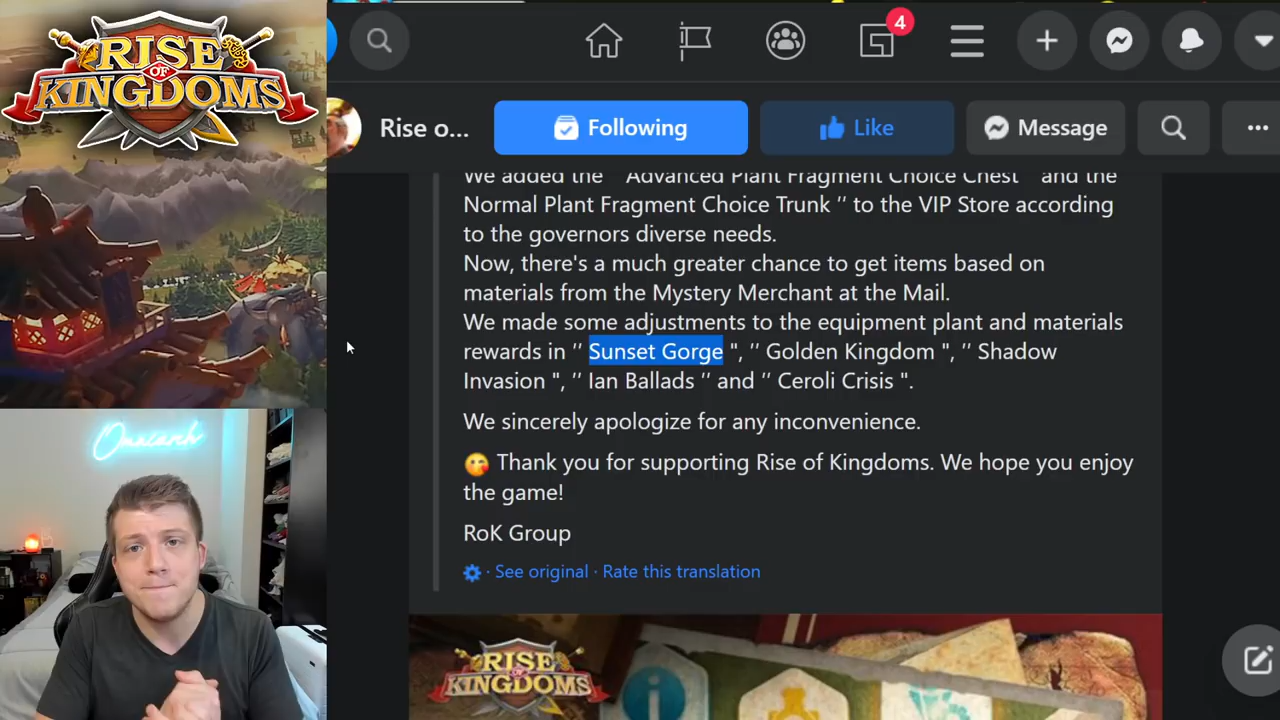 RISE
OF
KINGDOMS
4
Rise o...
Following
Like
Message
We added the " Advanced Plant Fragment Choice Chest " and the
Normal Plant Fragment Choice Trunk '' to the VIP Store according
to the governors diverse needs.
Now, there's a much greater chance to get items based on
materials from the Mystery Merchant at the Mail.
We made some adjustments to the equipment plant and materials
rewards in '' Sunset Gorge ", '' Golden Kingdom ", '' Shadow
Invasion ", '' Ian Ballads '' and '' Ceroli Crisis ".
We sincerely apologize for any inconvenience.
Thank you for supporting Rise of Kingdoms. We hope you enjoy
the game!
RoK Group
· See original · Rate this translation
RISE
OF
KINGDOMS
Omniarch